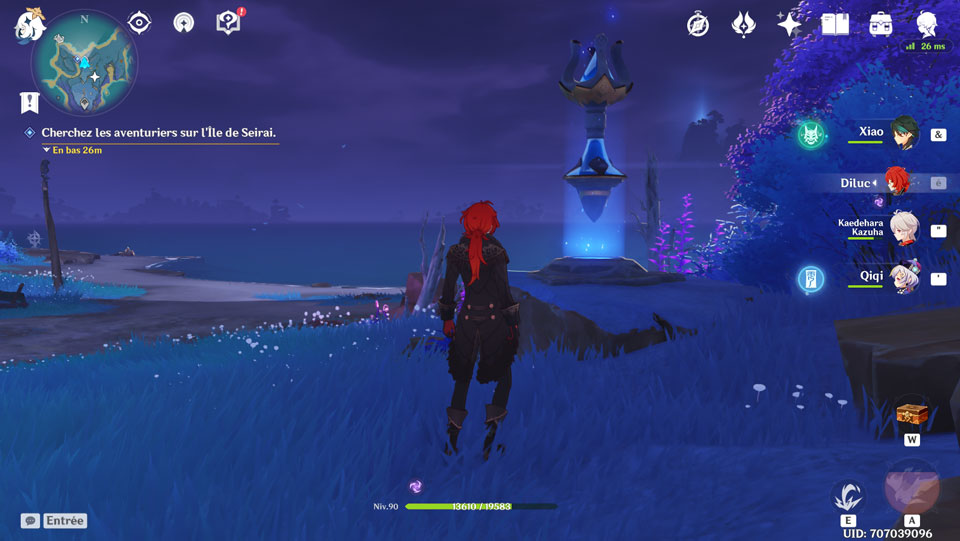 N
26 ms
Cherchez les aventuriers sur l'Île de Seirai.
En bas 26m
Xiao
&
Diluc
é
Kaedehara
Kazuha
"
Qiqi
'
W
Niv.90
13610 / 19583
Entrée
E
A
UID: 707039096